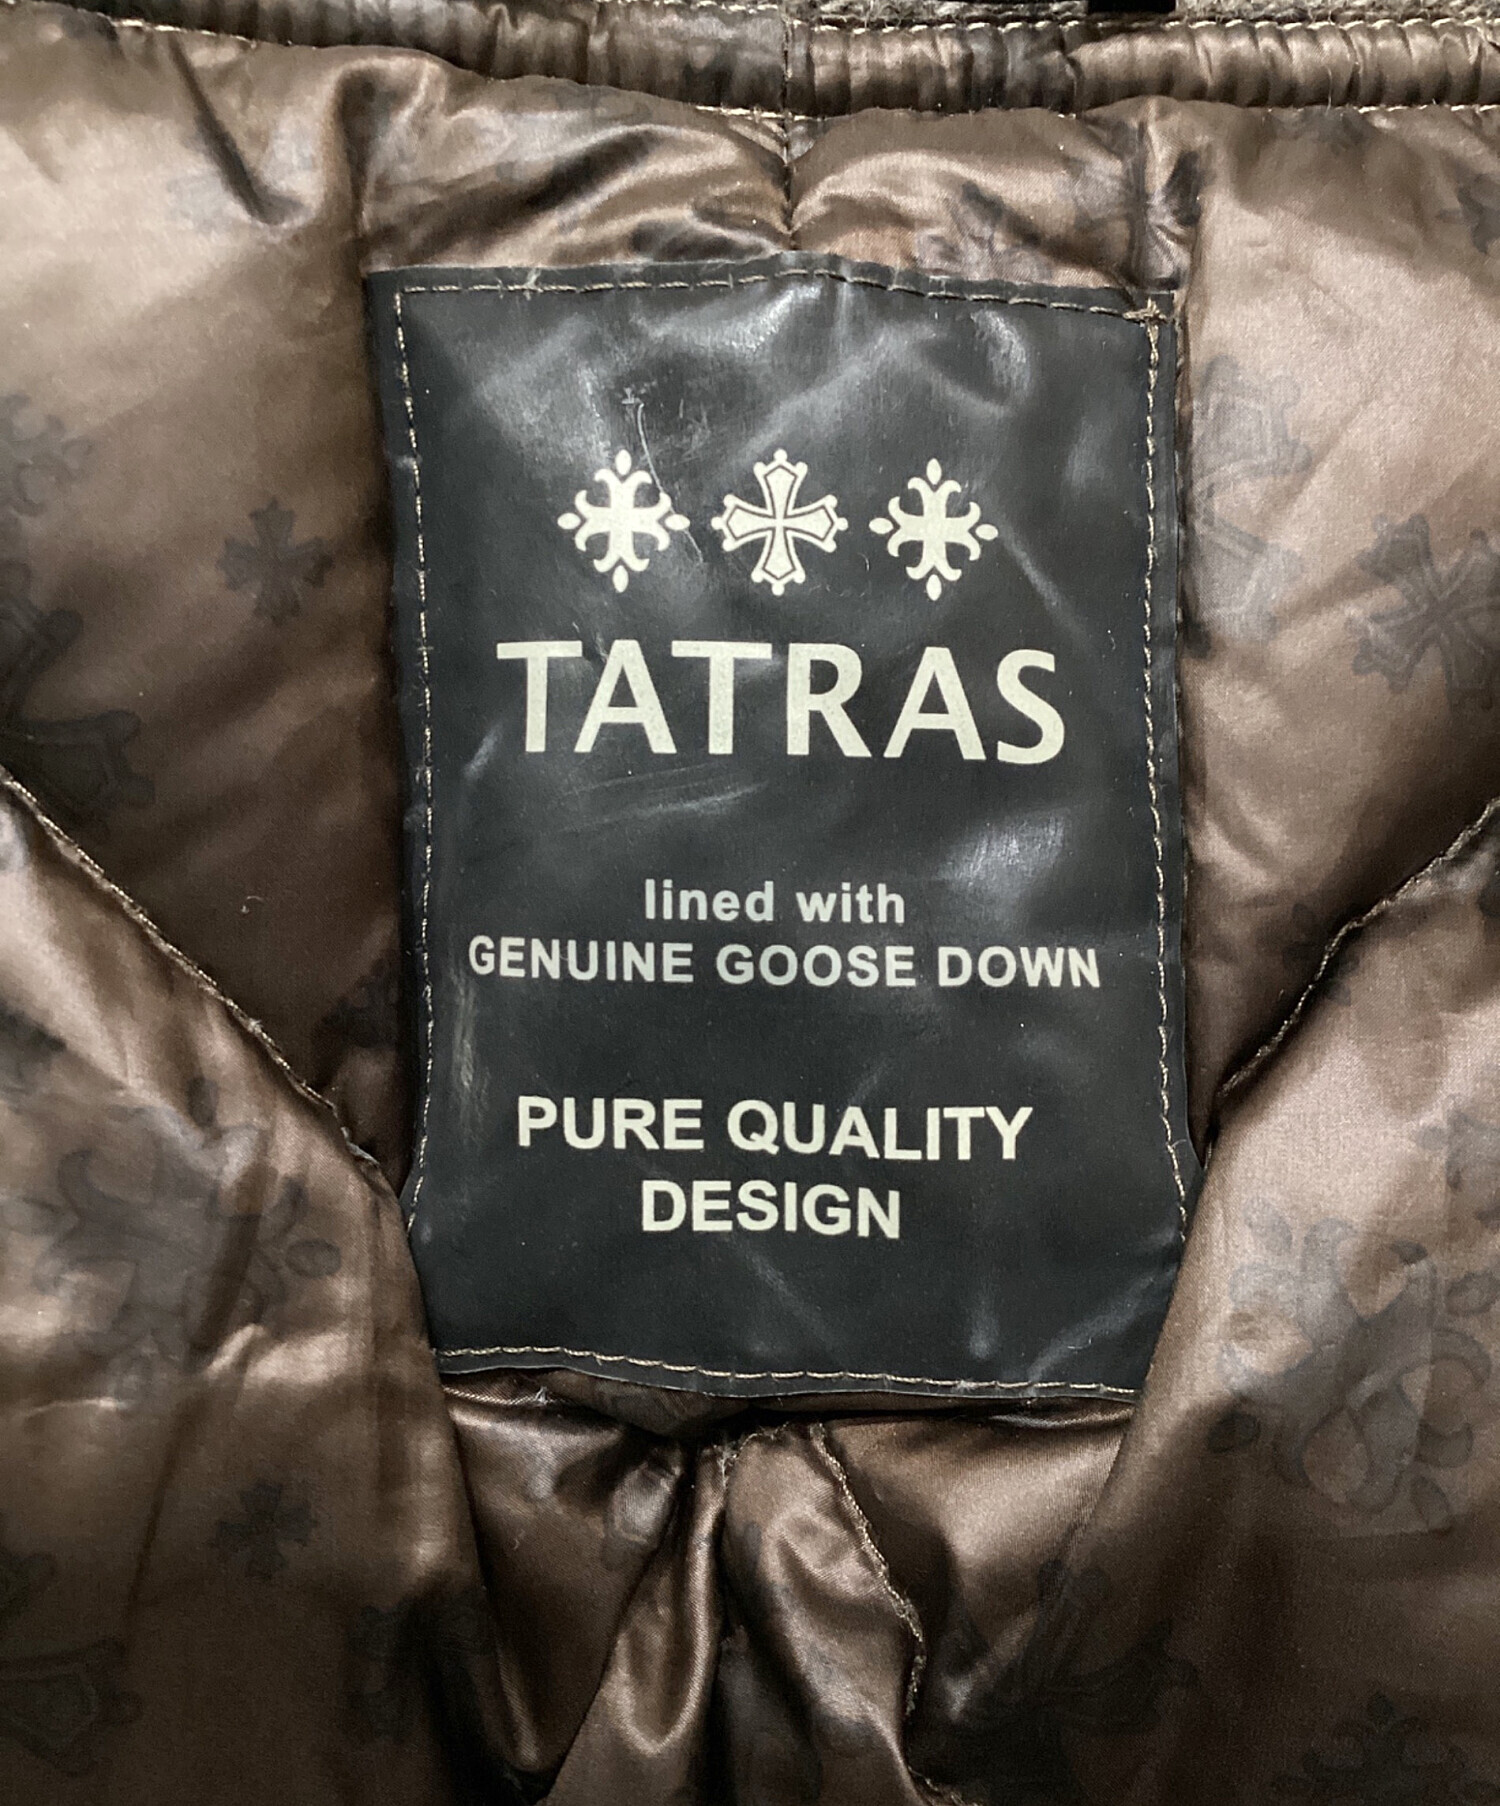 TATRAS
lined with
GENUINE GOOSE DOWN
PURE QUALITY
DESIGN